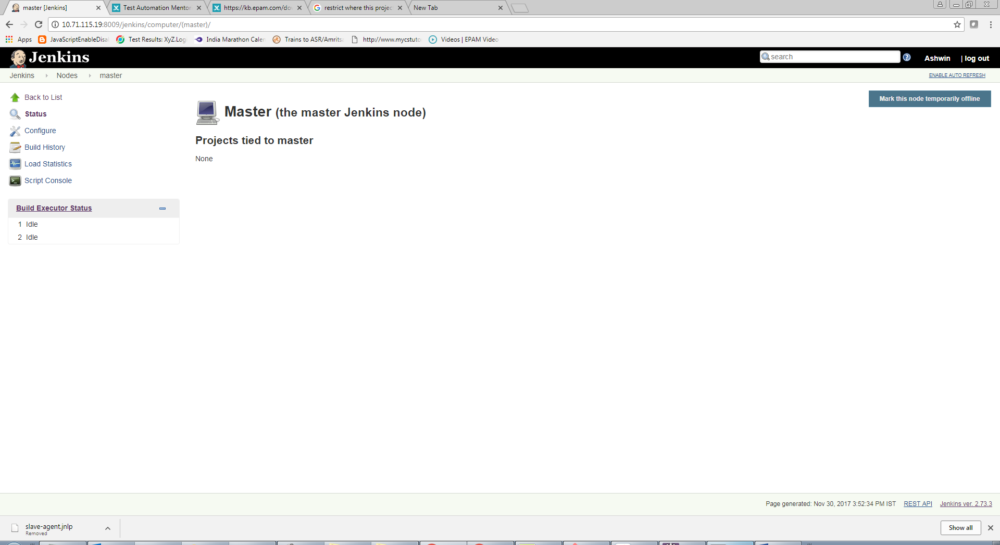 master [Jenkins]
Test Automation Mentor
https://kb.epam.com/do
restrict where this projec
New Tab
10.71.115.19:8009/jenkins/computer/(master)/
Apps
JavaScriptEnableDisa
Test Results: XyZ.Log
India Marathon Caler
Trains to ASR/Amrits
http://www.mycstuto
Videos | EPAM Video
Jenkins
search
Ashwin
| log out
Jenkins
Nodes
master
ENABLE AUTO REFRESH
Back to List
Status
Configure
Build History
Load Statistics
Script Console
Build Executor Status
1 Idle
2 Idle
Mark this node temporarily offline
Master (the master Jenkins node)
Projects tied to master
None
Page generated: Nov 30, 2017 3:52:34 PM IST
REST API
Jenkins ver. 2.73.3
slave-agent.jnlp
Removed
Show all